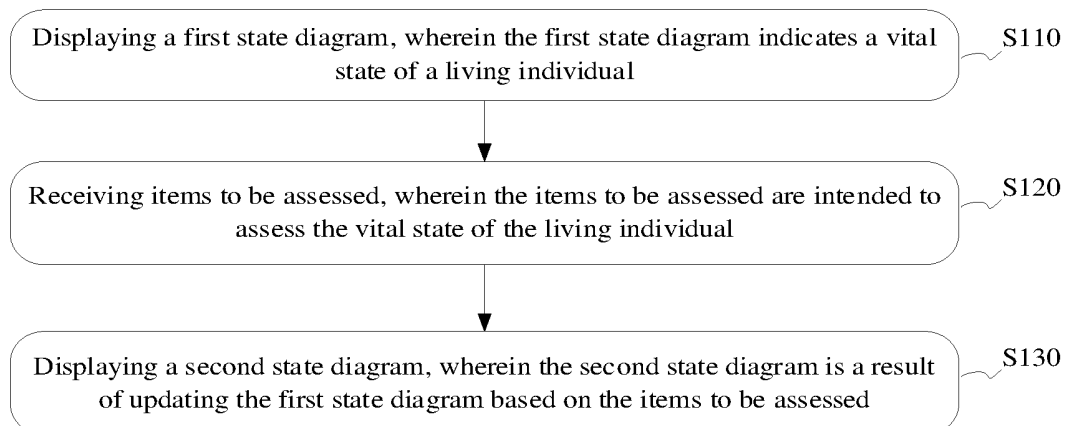 Displaying a first state diagram, wherein the first state diagram indicates a vital
state of a living individual
S110
Receiving items to be assessed, wherein the items to be assessed are intended to
assess the vital state of the living individual
S120
Displaying a second state diagram, wherein the second state diagram is a result
of updating the first state diagram based on the items to be assessed
S130